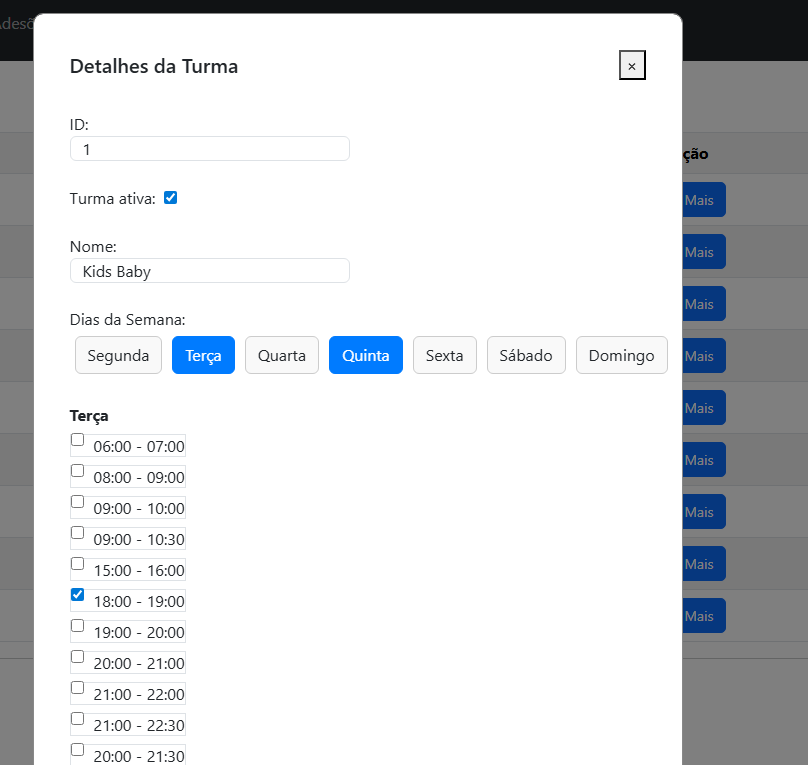 Detalhes da Turma ×
ID:
1
ção
Turma ativa:
Mais
Nome:
Mais
Kids Baby
Mais
Dias da Semana:
Segunda Terça Quarta Quinta Sexta Sábado Domingo
Mais
Terça
Mais
06:00 - 07:00
Mais
08:00 - 09:00
09:00 - 10:00
Mais
09:00 - 10:30
15:00 - 16:00
Mais
18:00 - 19:00
Mais
19:00 - 20:00
20:00 - 21:00
21:00 - 22:00
21:00 - 22:30
20:00 - 21:30